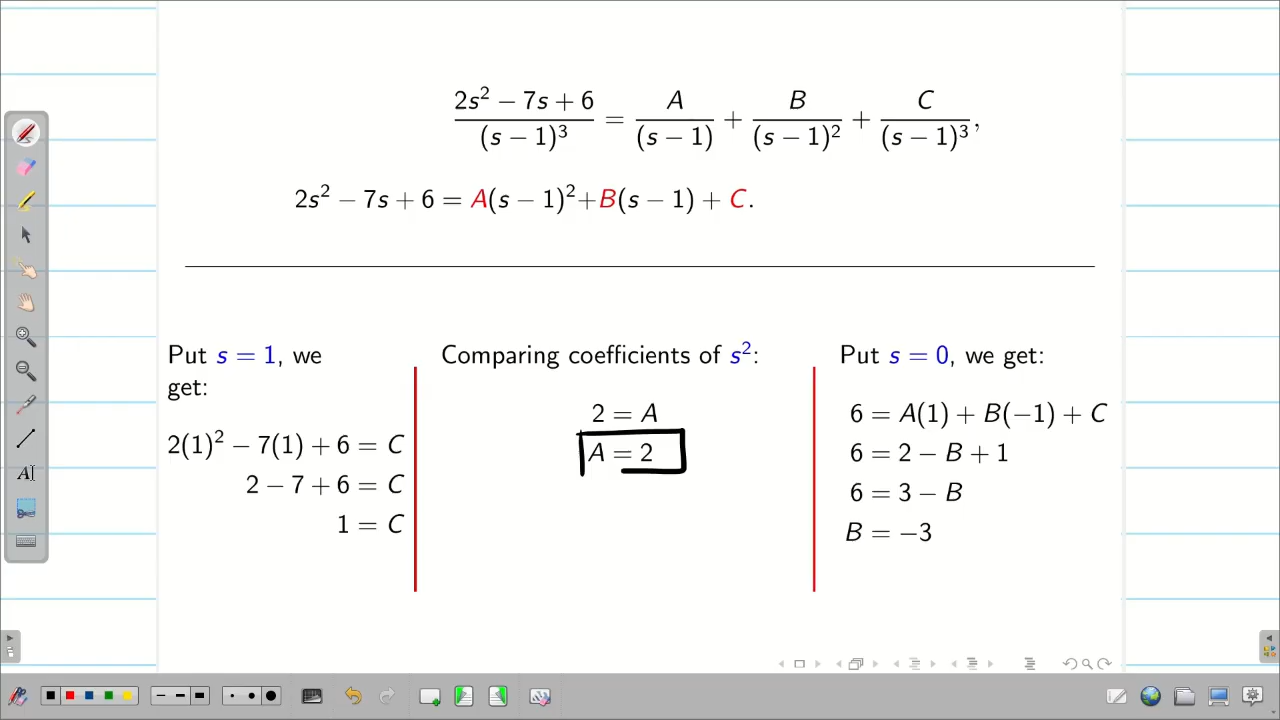 2s² − 7s + 6 / (s − 1)³ = A / (s − 1) + B / (s − 1)² + C / (s − 1)³,
2s² − 7s + 6 = A(s − 1)²+B(s − 1) + C.
Put s = 1, we
get:
2(1)² − 7(1) + 6 = C
2 − 7 + 6 = C
1 = C
Comparing coefficients of s²:
2 = A
A = 2
Put s = 0, we get:
6 = A(1) + B(−1) + C
6 = 2 − B + 1
6 = 3 − B
B = −3